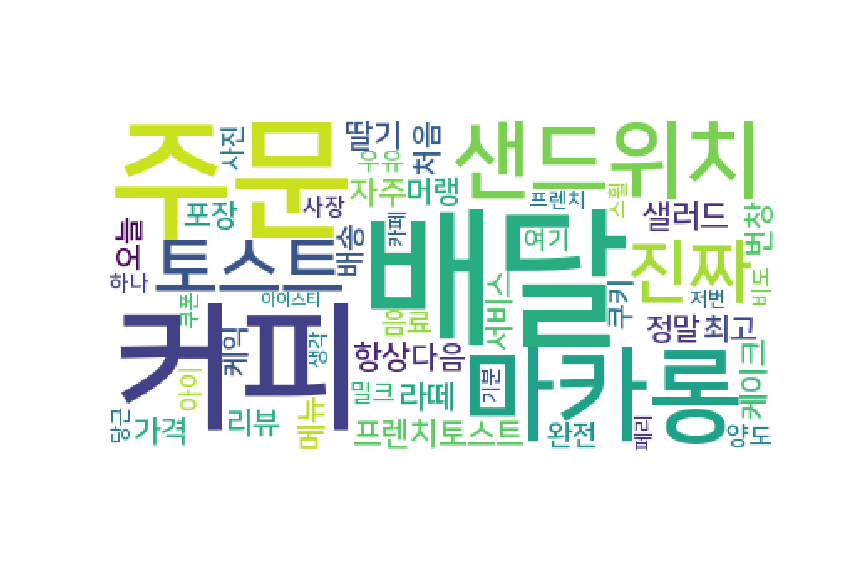 주문
사진
딸기
우유
처음
샌드위치
포장
사장
자주
머랭
프렌치
스윌
샐러드
번창
오늘
하나
토스트
배송
카페
배달
여기
진짜
비도
쿠폰
아이스티
음료
서비스
쿠키
저번
커피
케익
생각
항상
다음
정말
최고
아이
밀크
라떼
기분
마카롱
케이크
당근
가격
리뷰
메뉴
프렌치토스트
완전
페리
양도